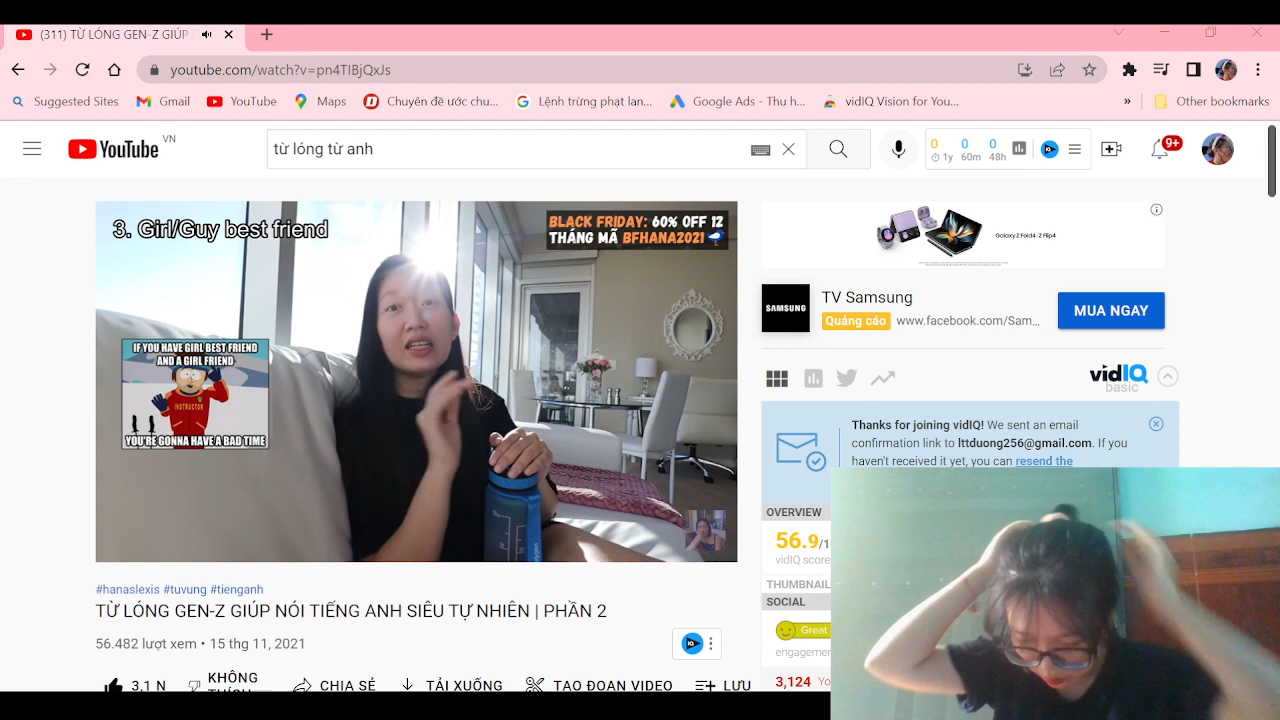 (311) TỪ LÓNG GEN-Z GIÚP
youtube.com/watch?v=pn4TIBjQxJs
Suggested Sites
Gmail
YouTube
Maps
Chuyên đề ước chu...
Lệnh trừng phạt lan...
Google Ads - Thu h...
vidIQ Vision for You...
»
Other bookmarks
YouTube VN
từ lóng từ anh
0 0 0
1y 60m 48h
9+
3. Girl/Guy best friend
BLACK FRIDAY: 60% OFF 12
THÁNG MÃ BFHANA2021
IF YOU HAVE GIRL BEST FRIEND
AND A GIRL FRIEND
INSTRUCTOR
YOU'RE GONNA HAVE A BAD TIME
Galaxy Z Fold4 | Z Flip4
SAMSUNG
TV Samsung
Quảng cáo www.facebook.com/Sam...
MUA NGAY
vidIQ
basic
Thanks for joining vidIQ! We sent an email
confirmation link to lttduong256@gmail.com. If you
haven't received it yet, you can resend the
OVERVIEW
56.9/1
vidIQ score
THUMBNAIL
SOCIAL
Great
engagemen
3,124 Yo
#hanaslexis #tuvung #tienganh
TỪ LÓNG GEN-Z GIÚP NÓI TIẾNG ANH SIÊU TỰ NHIÊN | PHẦN 2
56.482 lượt xem • 15 thg 11, 2021
3,1 N
KHÔNG
THÍCH
CHIA SẺ
TẢI XUỐNG
TẠO ĐOẠN VIDEO
LƯU